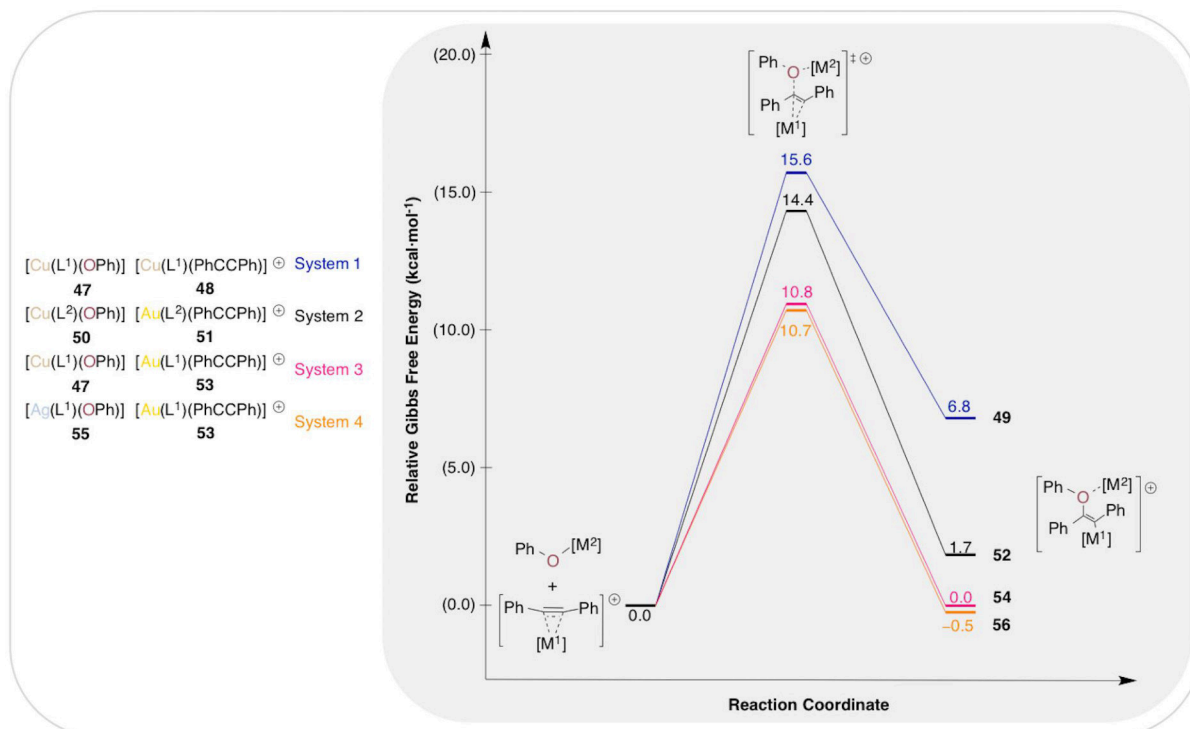 [Cu(L¹)(OPh)] [Cu(L¹)(PhCCPh)] ⊕ System 1
47 48
[Cu(L²)(OPh)] [Au(L²)(PhCCPh)] ⊕ System 2
50 51
[Cu(L¹)(OPh)] [Au(L¹)(PhCCPh)] ⊕ System 3
47 53
[Ag(L¹)(OPh)] [Au(L¹)(PhCCPh)] ⊕ System 4
55 53
Relative Gibbs Free Energy (kcal·mol⁻¹)
(20.0)
(15.0)
(10.0)
(5.0)
(0.0)
Ph O [M²]
+
Ph Ph ⊕
[M¹]
0.0
Ph O [M²] ‡ ⊕
Ph Ph
[M¹]
15.6
14.4
10.8
10.7
6.8 49
Ph O [M²] ⊕
Ph
[M¹]
1.7 52
0.0 54
−0.5 56
Reaction Coordinate